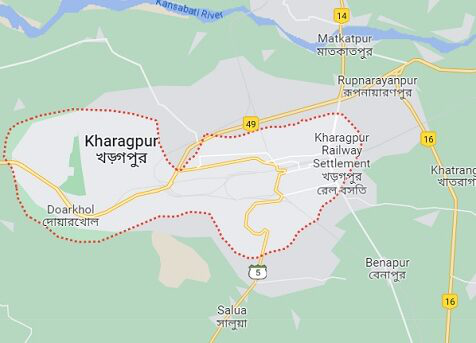 Kansabati River
14
Matkatpur
মাতকাতপুর
Rupnarayanpur
রূপনায়ারণপুর
49
Kharagpur
খড়গপুর
Kharagpur
Railway
Settlement
খড়গপুর
রেল বসতি
16
Khatrang
খাতরাগ
Doarkhol
দোয়ারখোল
Benapur
বেনাপুর
5
16
Salua
সালুয়া